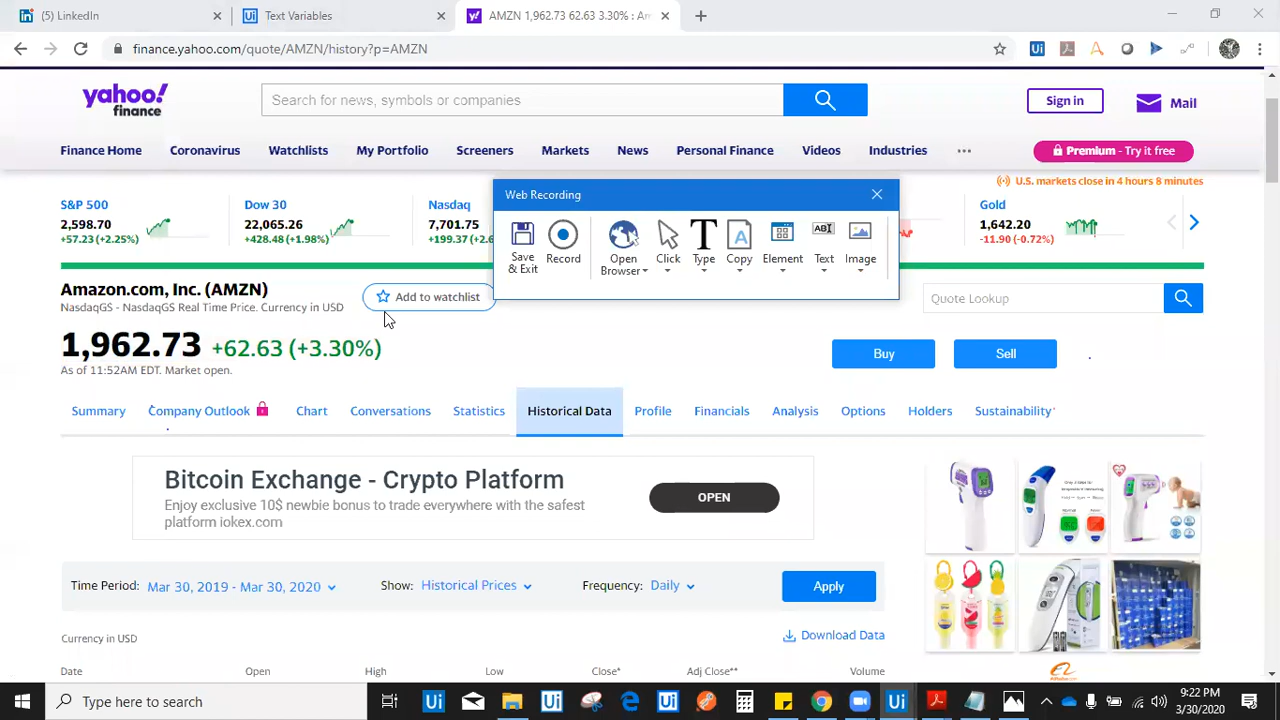 (5) LinkedIn
Text Variables
AMZN 1,962.73 62.63 3.30% : Am
finance.yahoo.com/quote/AMZN/history?p=AMZN
yahoo!
finance
Search for news, symbols or companies
Sign in
Mail
Finance Home
Coronavirus
Watchlists
My Portfolio
Screeners
Markets
News
Personal Finance
Videos
Industries
Premium - Try it free
U.S. markets close in 4 hours 8 minutes
S&P 500
2,598.70
+57.23 (+2.25%)
Dow 30
22,065.26
+428.48 (+1.98%)
Nasdaq
7,701.75
+199.37 (+2.6
Gold
1,642.20
-11.90 (-0.72%)
Web Recording
Save
& Exit
Record
Open
Browser
Click
Type
Copy
Element
Text
Image
Amazon.com, Inc. (AMZN)
NasdaqGS - NasdaqGS Real Time Price. Currency in USD
Add to watchlist
Quote Lookup
1,962.73 +62.63 (+3.30%)
As of 11:52AM EDT. Market open.
Buy
Sell
Summary
Company Outlook
Chart
Conversations
Statistics
Historical Data
Profile
Financials
Analysis
Options
Holders
Sustainability
Bitcoin Exchange - Crypto Platform
Enjoy exclusive 10$ newbie bonus to trade everywhere with the safest
platform iokex.com
OPEN
Time Period: Mar 30, 2019 - Mar 30, 2020
Show: Historical Prices
Frequency: Daily
Apply
Currency in USD
Download Data
Date
Open
High
Low
Close*
Adj Close**
Volume
Alibaba.com
Type here to search
9:22 PM
3/30/2020